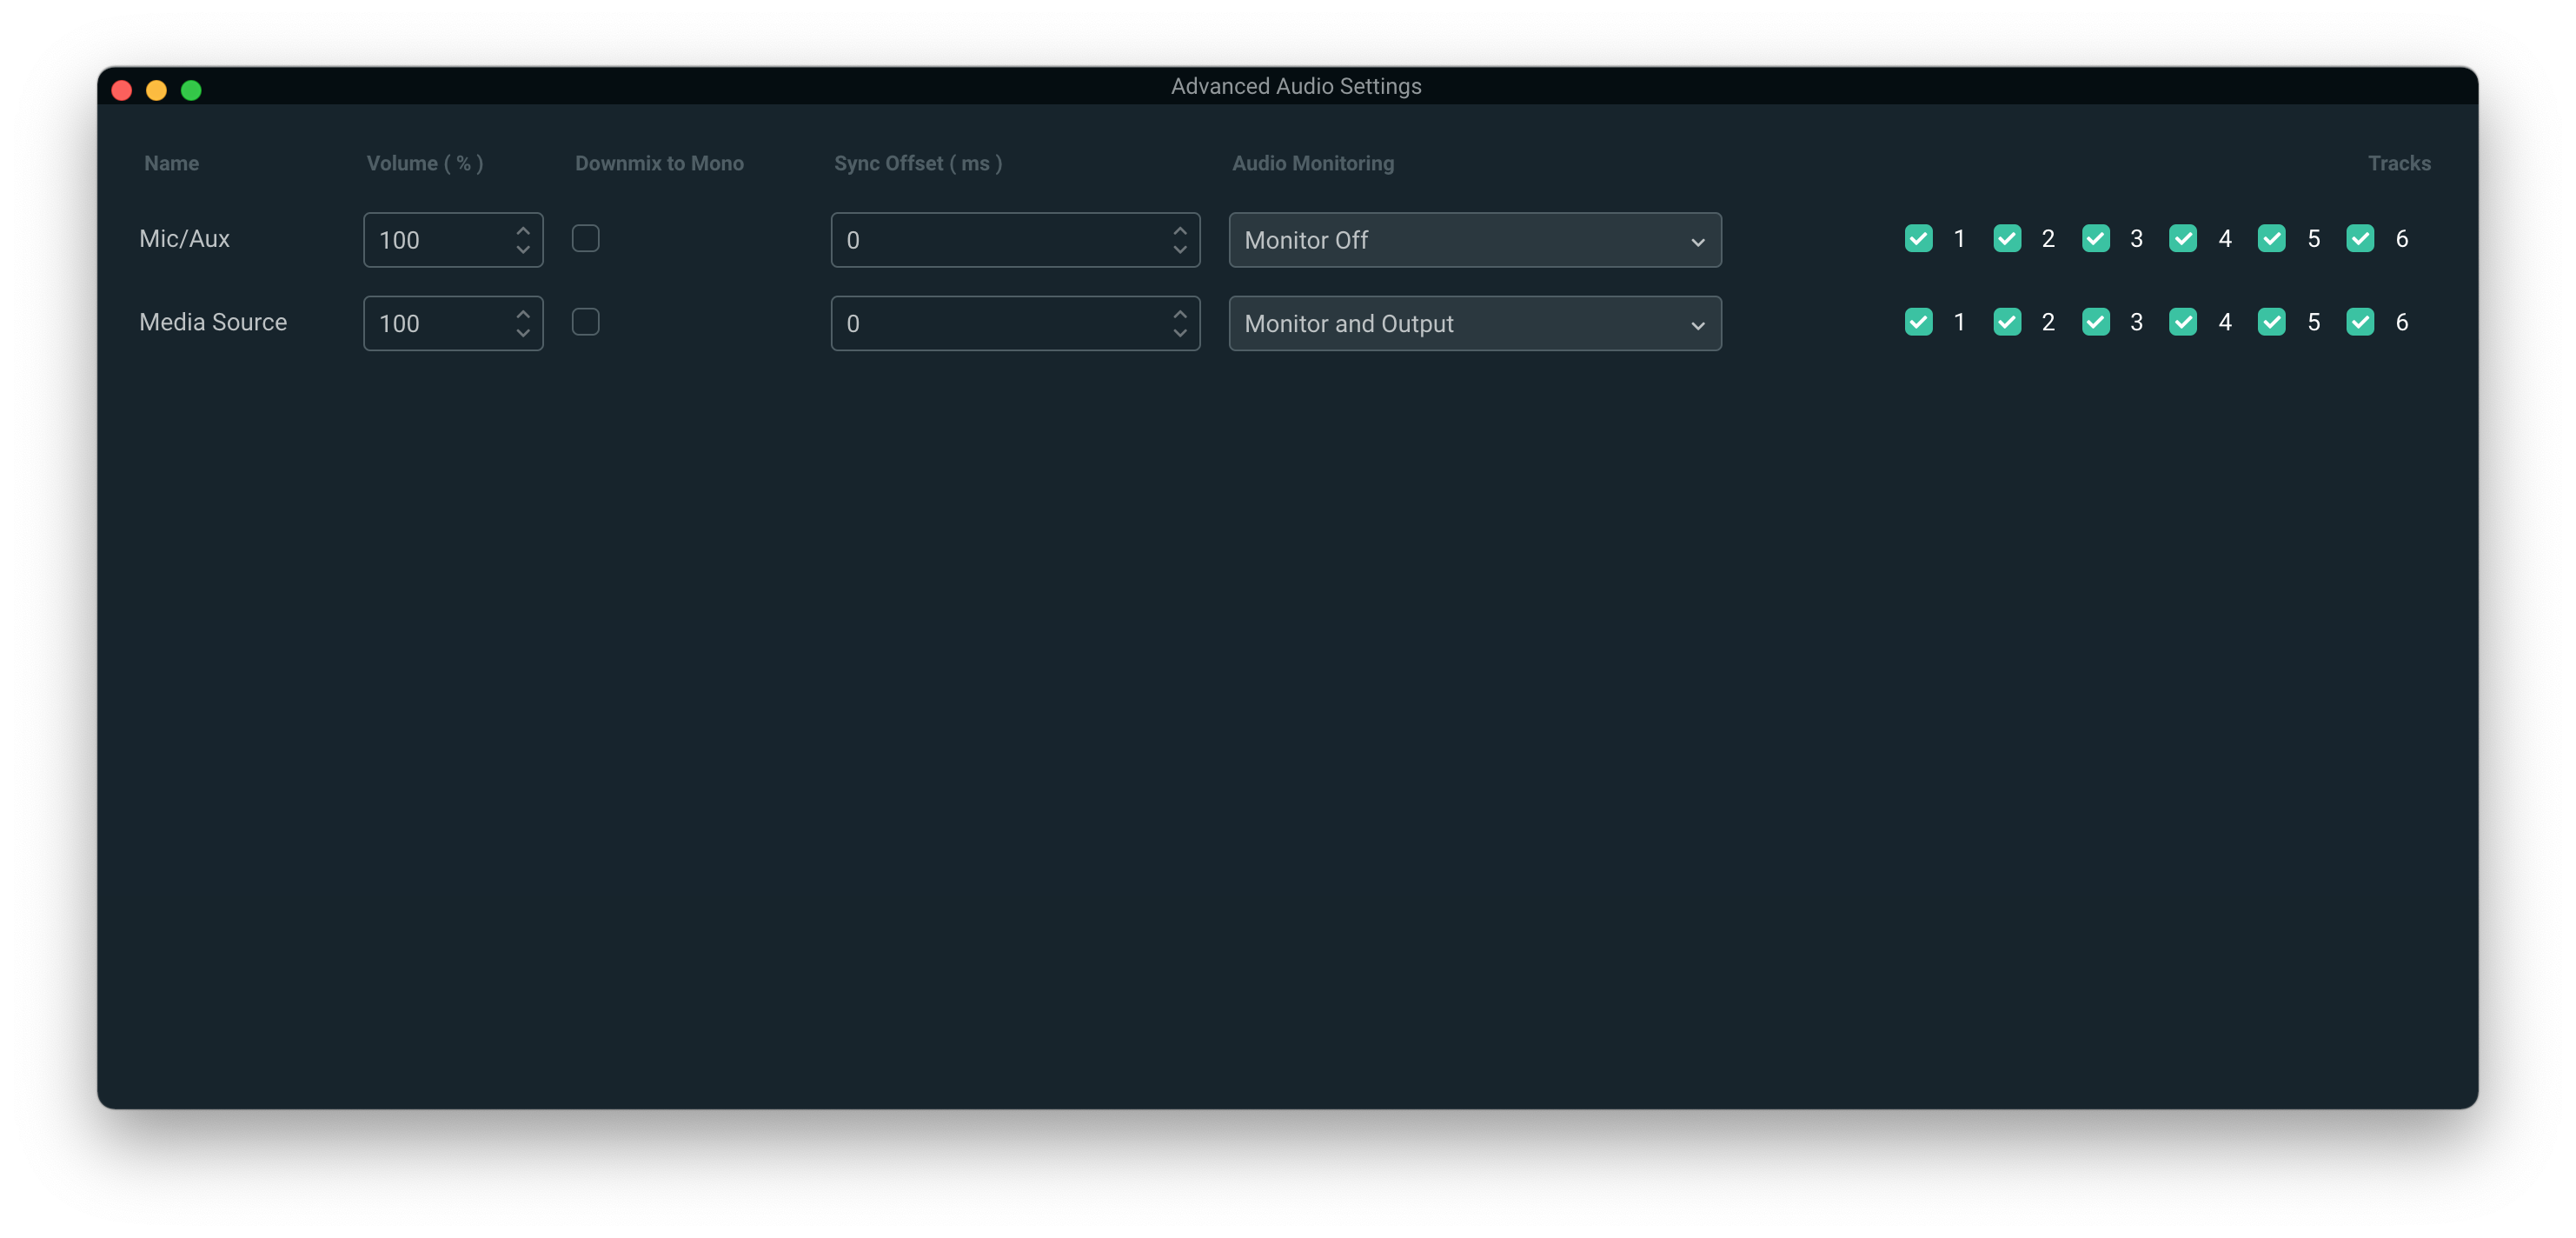 Advanced Audio Settings
Name Volume ( % ) Downmix to Mono Sync Offset ( ms ) Audio Monitoring Tracks
Mic/Aux 100 0 Monitor Off 1 2 3 4 5 6
Media Source 100 0 Monitor and Output 1 2 3 4 5 6